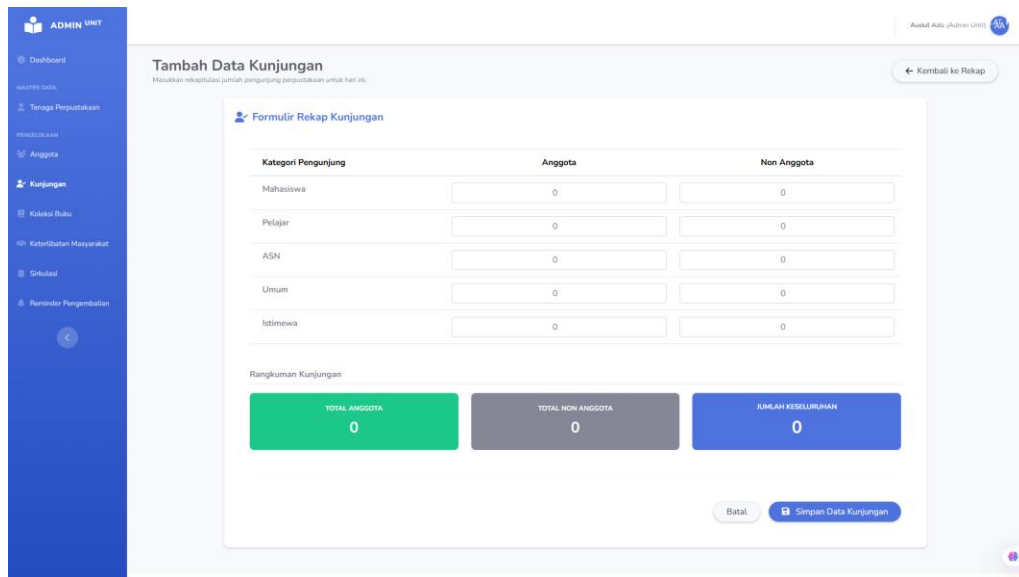 ADMIN UNIT
Audul Azis (Admin Unit)
AA
Dashboard
MASTER DATA
Tenaga Perpustakaan
PENGELOLAAN
Anggota
Kunjungan
Koleksi Buku
Keterlibatan Masyarakat
Sirkulasi
Reminder Pengembalian
Tambah Data Kunjungan
Masukkan rekapitulasi jumlah pengunjung perpustakaan untuk hari ini.
Kembali ke Rekap
Formulir Rekap Kunjungan
Kategori Pengunjung Anggota Non Anggota
Mahasiswa 0 0
Pelajar 0 0
ASN 0 0
Umum 0 0
Istimewa 0 0
Rangkuman Kunjungan
TOTAL ANGGOTA
0
TOTAL NON ANGGOTA
0
JUMLAH KESELURUHAN
0
Batal
Simpan Data Kunjungan